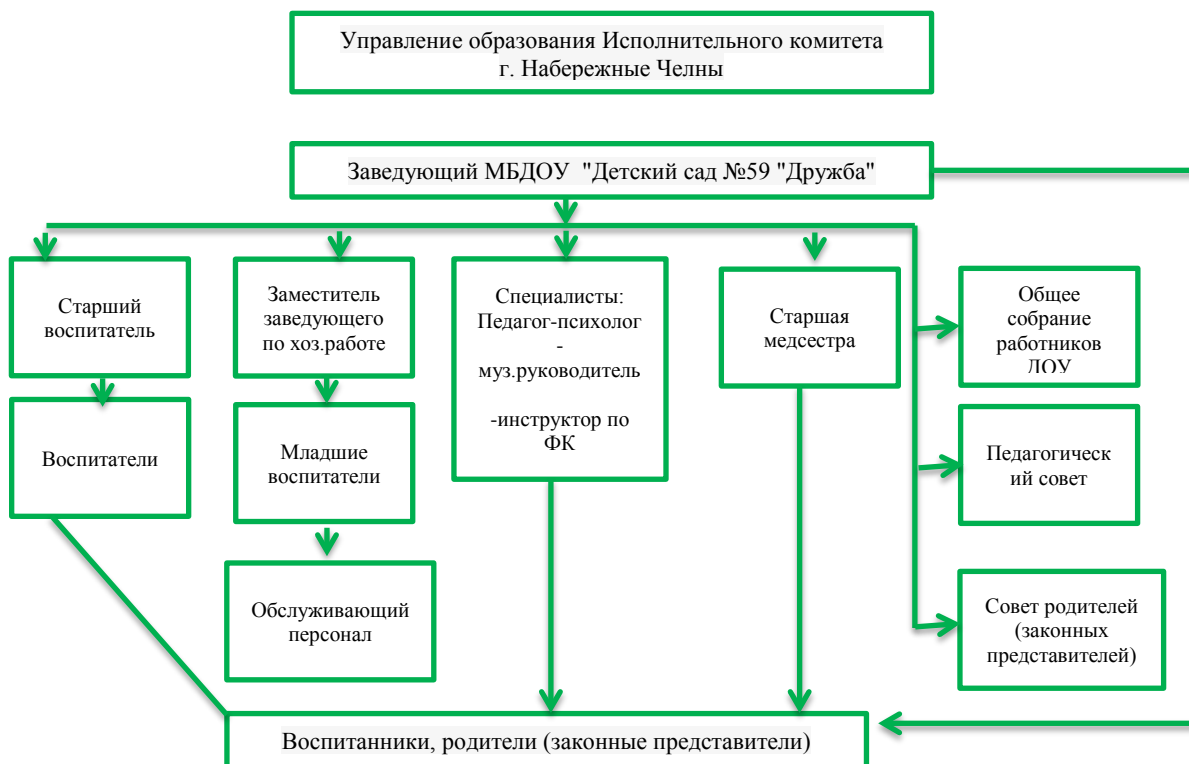 Управление образования Исполнительного комитета
г. Набережные Челны
Заведующий МБДОУ "Детский сад №59 "Дружба"
Старший
воспитатель
Заместитель
заведующего
по хоз.работе
Специалисты:
Педагог-психолог
-
муз.руководитель
-инструктор по
ФК
Старшая
медсестра
Общее
собрание
работников
ДОУ
Воспитатели
Младшие
воспитатели
Педагогическ
ий совет
Обслуживающий
персонал
Совет родителей
(законных
представителей)
Воспитанники, родители (законные представители)